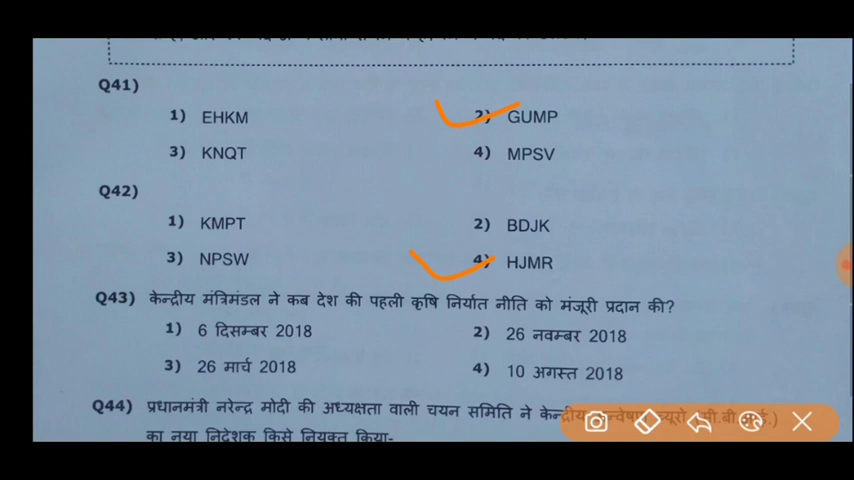 Q41)
1) EHKM 2) GUMP
3) KNQT 4) MPSV
Q42)
1) KMPT 2) BDJK
3) NPSW 4) HJMR
Q43) केन्द्रीय मंत्रिमंडल ने कब देश की पहली कृषि निर्यात नीति को मंजूरी प्रदान की?
1) 6 दिसम्बर 2018 2) 26 नवम्बर 2018
3) 26 मार्च 2018 4) 10 अगस्त 2018
Q44) प्रधानमंत्री नरेन्द्र मोदी की अध्यक्षता वाली चयन समिति ने
का नया निदेशक किसे नियुक्त किया-